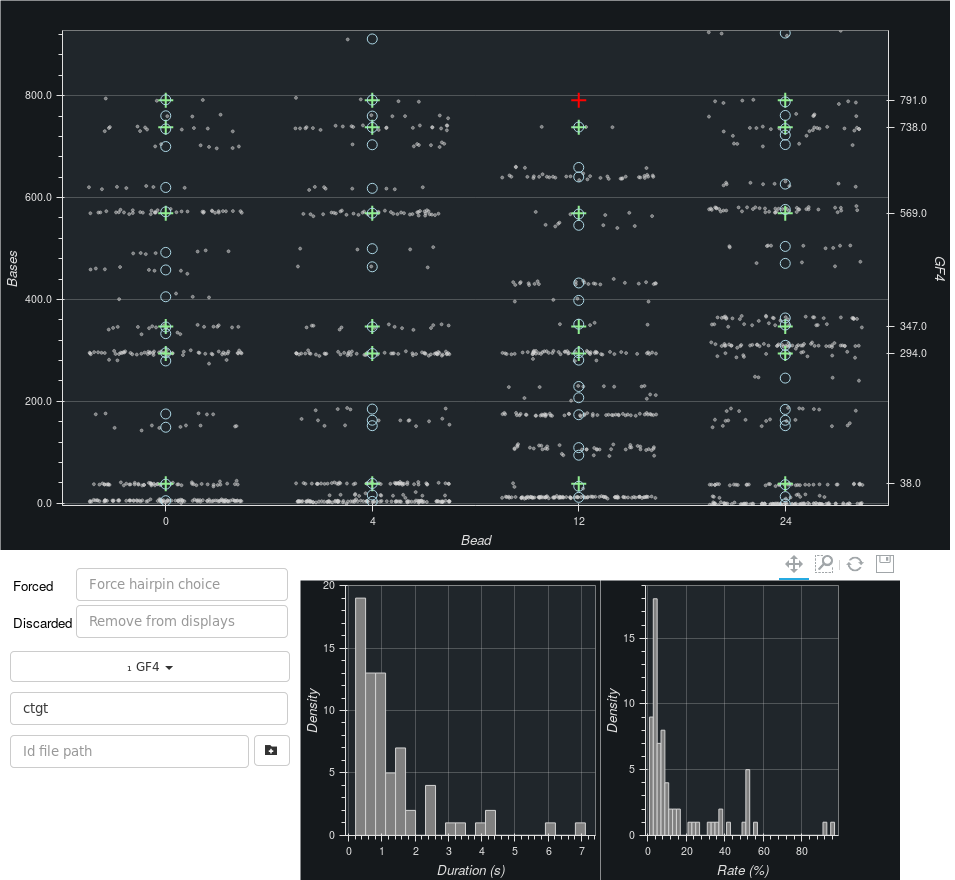 800.0
600.0
400.0
200.0
0.0
Bases
791.0
738.0
569.0
347.0
294.0
38.0
GF4
0 4 12 24
Bead
Forced Force hairpin choice
Discarded Remove from displays
1 GF4
ctgt
Id file path
20
15
10
5
0
Density
0 1 2 3 4 5 6 7
Duration (s)
15
10
5
0
Density
0 20 40 60 80
Rate (%)